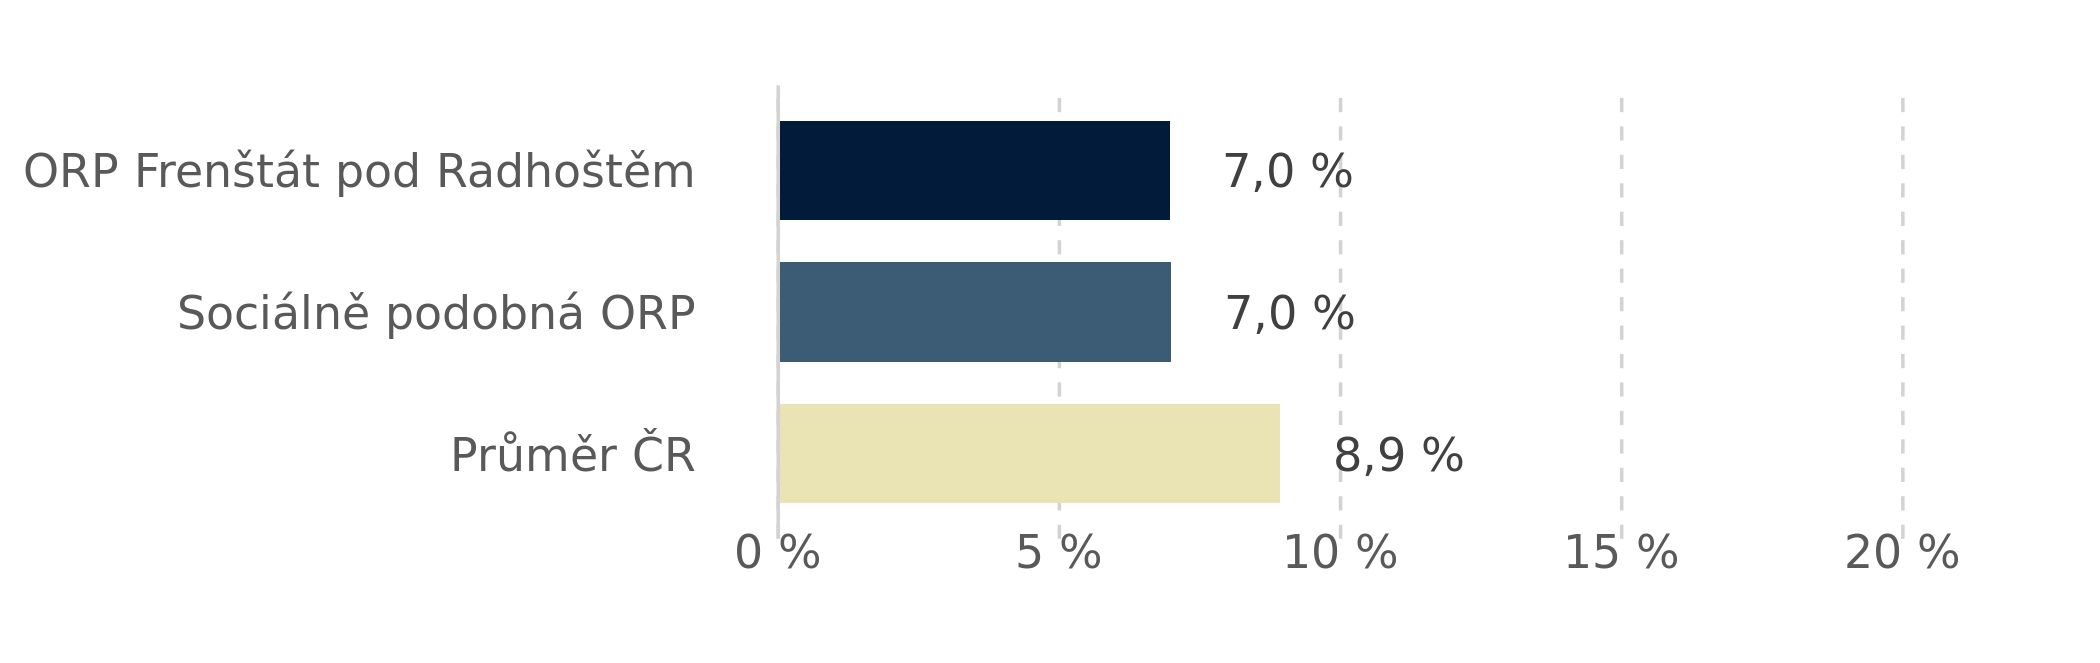 ORP Frenštát pod Radhoštěm 7,0 %
Sociálně podobná ORP 7,0 %
Průměr ČR 8,9 %
0 % 5 % 10 % 15 % 20 %